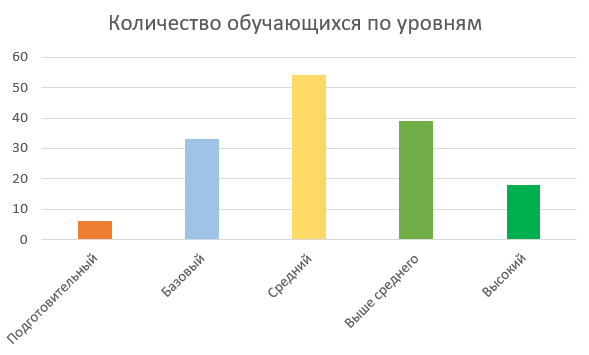 Количество обучающихся по уровням
60
50
40
30
20
10
0
Подготовительный
Базовый
Средний
Выше среднего
Высокий